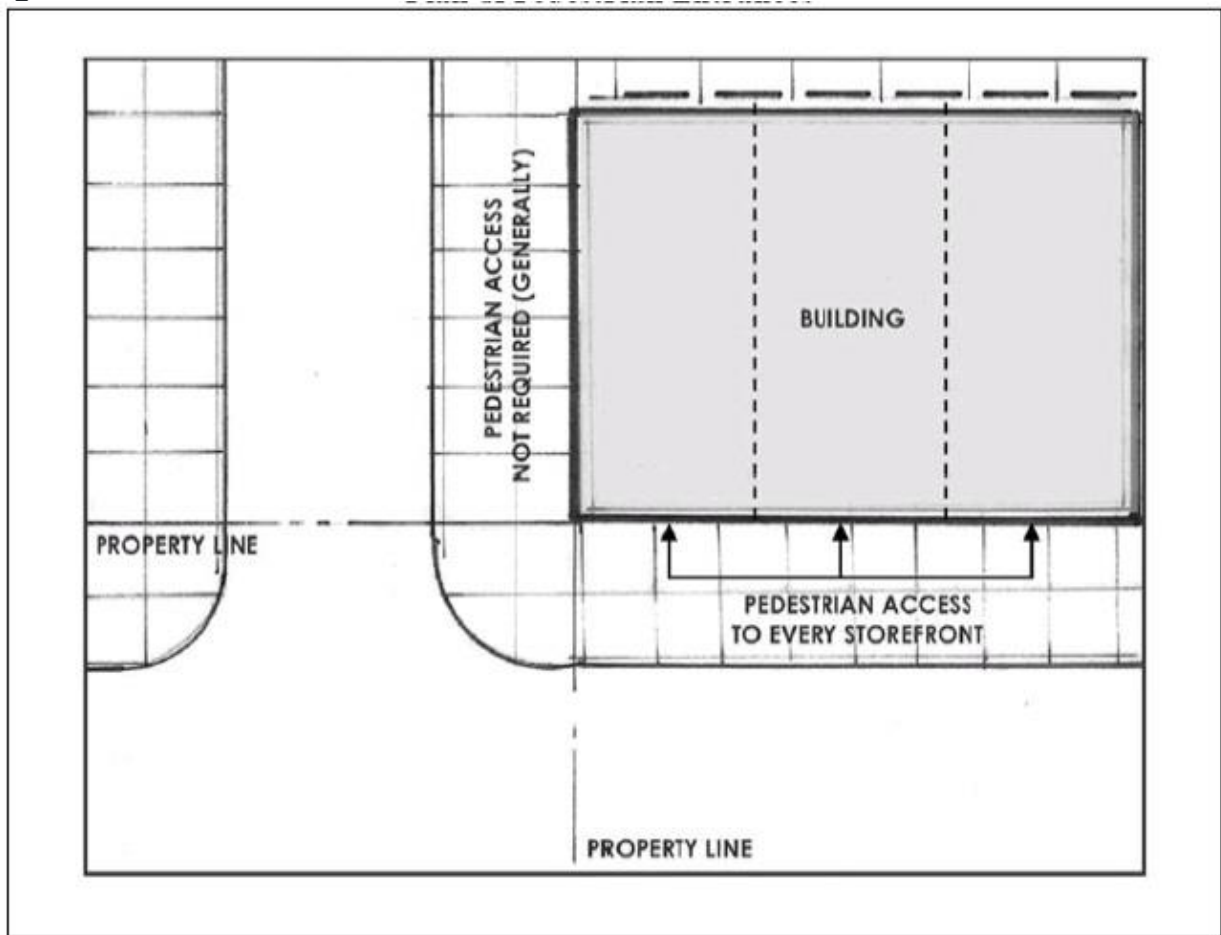 PEDESTRIAN ACCESS
NOT REQUIRED (GENERALLY)
BUILDING
PROPERTY LINE
PEDESTRIAN ACCESS
TO EVERY STOREFRONT
PROPERTY LINE